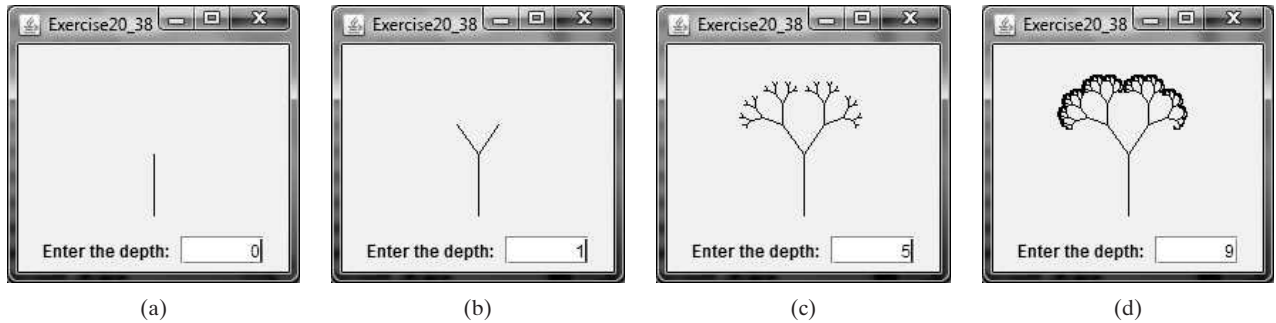 Exercise20_38
Enter the depth: 0
(a)
Exercise20_38
Enter the depth: 1
(b)
Exercise20_38
Enter the depth: 5
(c)
Exercise20_38
Enter the depth: 9
(d)